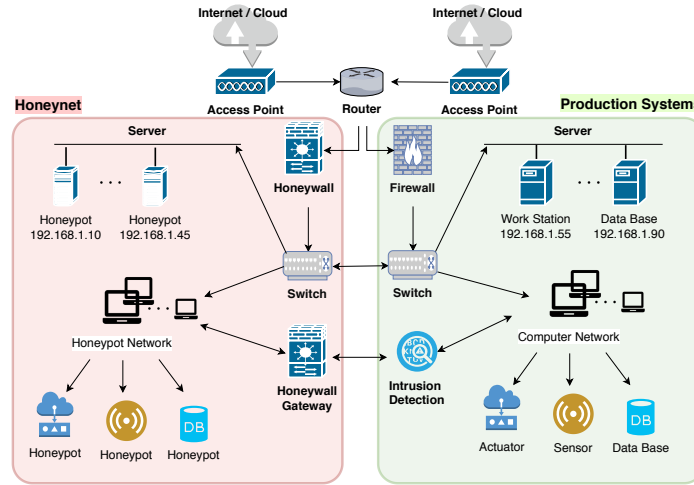 Internet / Cloud
Internet / Cloud
Access Point
Router
Access Point
Honeynet
Production System
Server
Server
Honeywall
Firewall
Honeypot
192.168.1.10
Honeypot
192.168.1.45
Work Station
192.168.1.55
Data Base
192.168.1.90
Switch
Switch
Honeypot Network
Computer Network
Honeywall
Gateway
Intrusion
Detection
DB
DB
Honeypot
Honeypot
Honeypot
Actuator
Sensor
Data Base